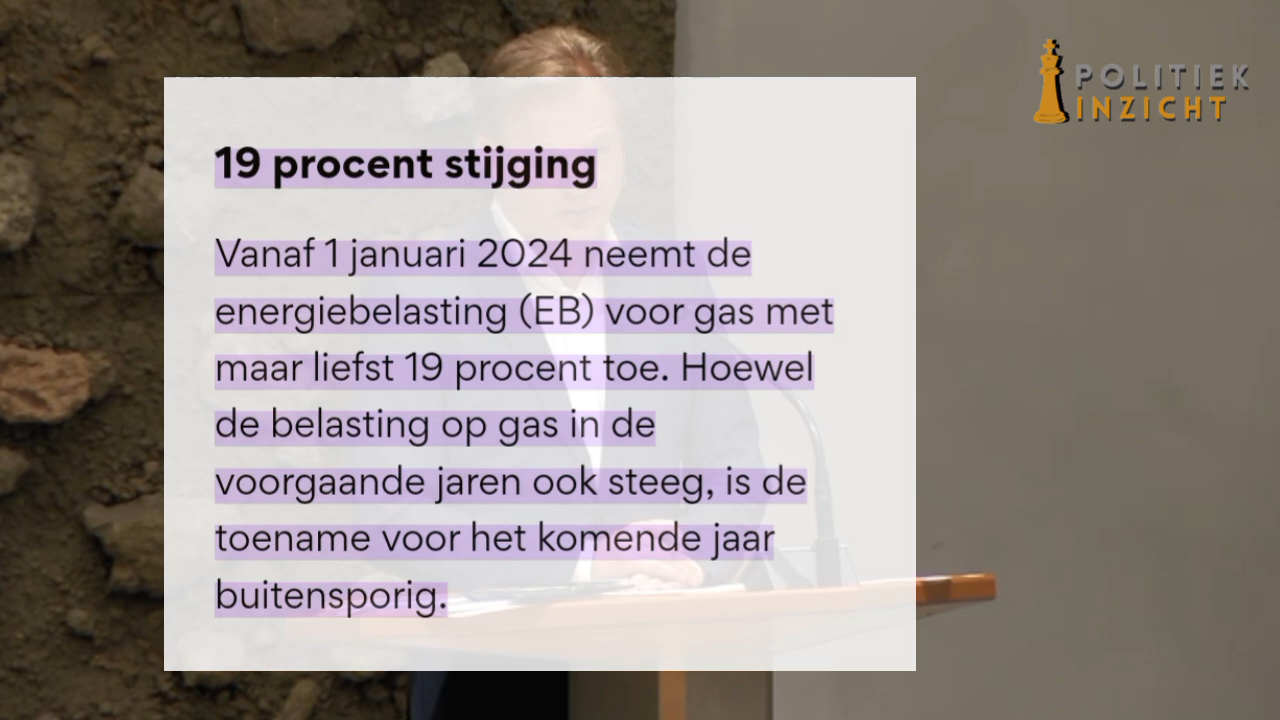 POLITIEK
INZICHT
19 procent stijging
Vanaf 1 januari 2024 neemt de
energiebelasting (EB) voor gas met
maar liefst 19 procent toe. Hoewel
de belasting op gas in de
voorgaande jaren ook steeg, is de
toename voor het komende jaar
buitensporig.